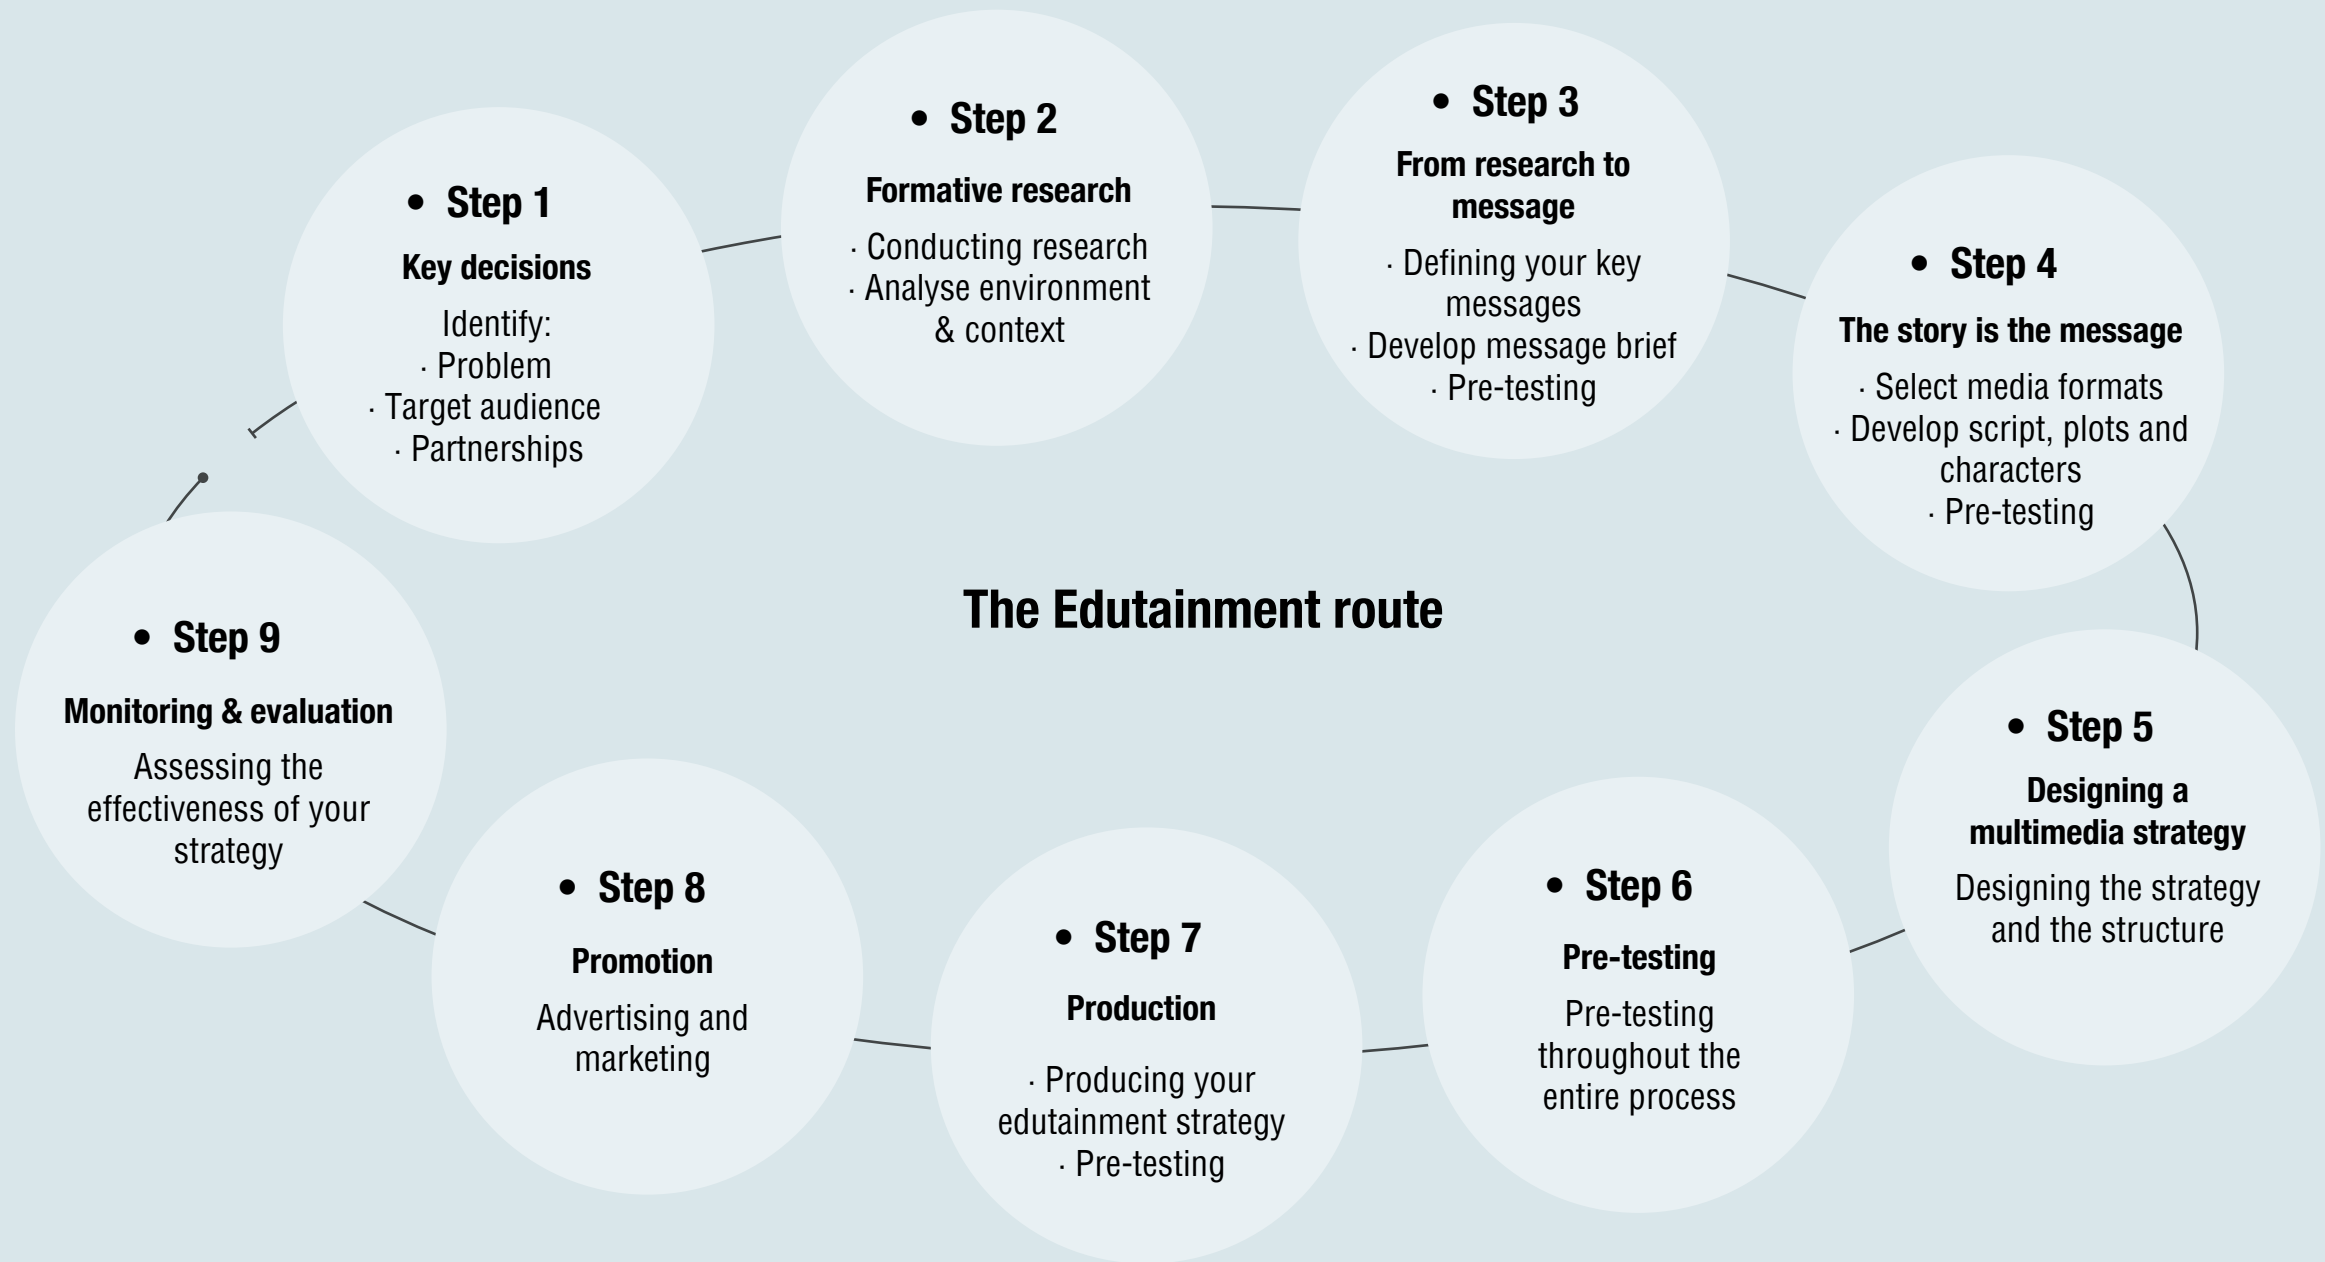 • Step 1
Key decisions
Identify:
· Problem
· Target audience
· Partnerships
• Step 2
Formative research
· Conducting research
· Analyse environment
& context
• Step 3
From research to
message
· Defining your key
messages
· Develop message brief
· Pre-testing
• Step 4
The story is the message
· Select media formats
· Develop script, plots and
characters
· Pre-testing
The Edutainment route
• Step 5
Designing a
multimedia strategy
Designing the strategy
and the structure
• Step 6
Pre-testing
Pre-testing
throughout the
entire process
• Step 7
Production
· Producing your
edutainment strategy
· Pre-testing
• Step 8
Promotion
Advertising and
marketing
• Step 9
Monitoring & evaluation
Assessing the
effectiveness of your
strategy